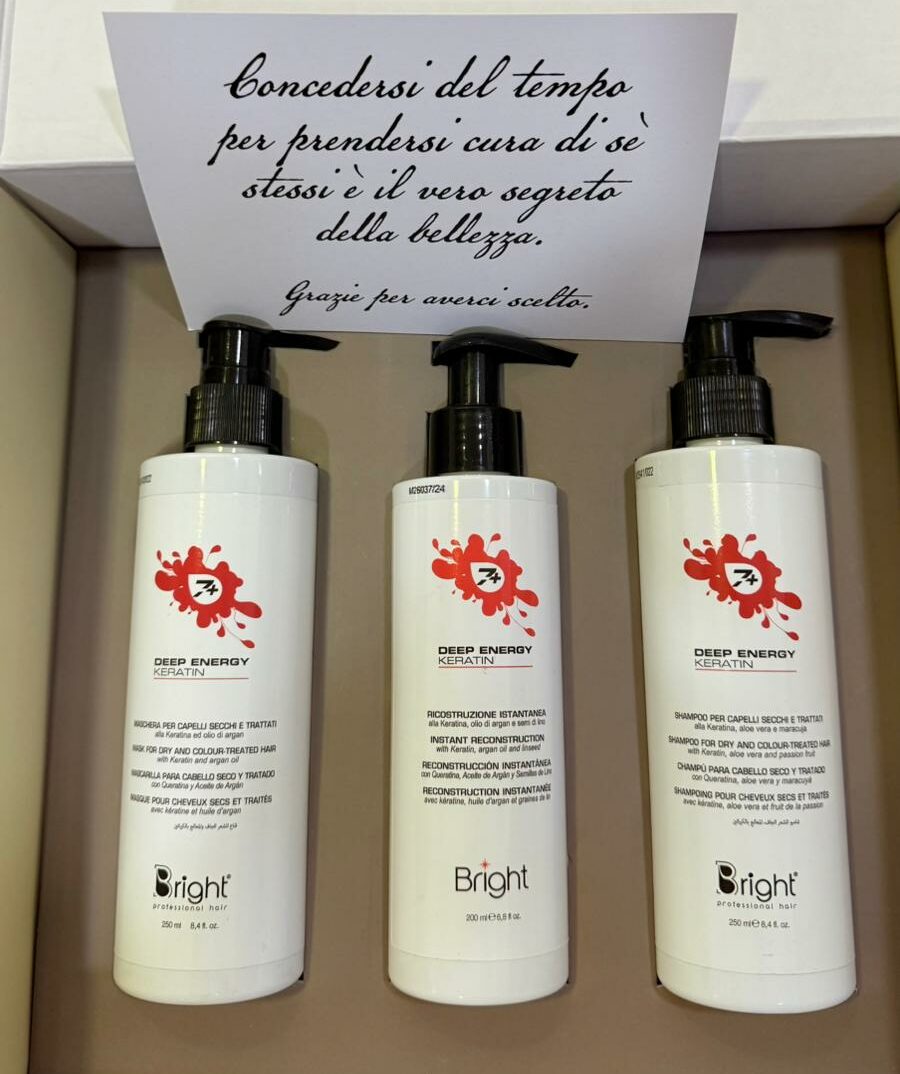 Concedersi del tempo
per prendersi cura di sè
stessi è il vero segreto
della bellezza.
Grazie per averci scelto.
7+
DEEP ENERGY
KERATIN
MASCHERA PER CAPELLI SECCHI E TRATTATI
alla Keratina ed olio di argan
MASK FOR DRY AND COLOUR-TREATED HAIR
with Keratin and argan oil
MASCARILLA PARA CABELLO SECO Y TRATADO
con Queratina y Aceite de Argán
MASQUE POUR CHEVEUX SECS ET TRAITÉS
avec kératine et huile d'argan
Bright
professional hair
250 ml 8,4 fl. oz.
M26037/24
7+
DEEP ENERGY
KERATIN
RICOSTRUZIONE ISTANTANEA
alla Keratina, olio di argan e semi di lino
INSTANT RECONSTRUCTION
with Keratin, argan oil and linseed
RECONSTRUCCIÓN INSTANTÁNEA
con Queratina, Aceite de Argán y Semillas de Lino
RECONSTRUCTION INSTANTANÉE
avec kératine, huile d'argan et graines de lin
Bright
200 ml ℮ 6,8 fl. oz.
7+
DEEP ENERGY
KERATIN
SHAMPOO PER CAPELLI SECCHI E TRATTATI
alla Keratina, aloe vera e maracuja
SHAMPOO FOR DRY AND COLOUR-TREATED HAIR
with Keratin, aloe vera and passion fruit
CHAMPÚ PARA CABELLO SECO Y TRATADO
con Queratina, aloe vera y maracuyá
SHAMPOING POUR CHEVEUX SECS ET TRAITÉS
avec kératine, aloe vera et fruit de la passion
Bright®
professional hair
250 ml ℮ 8,4 fl. oz.